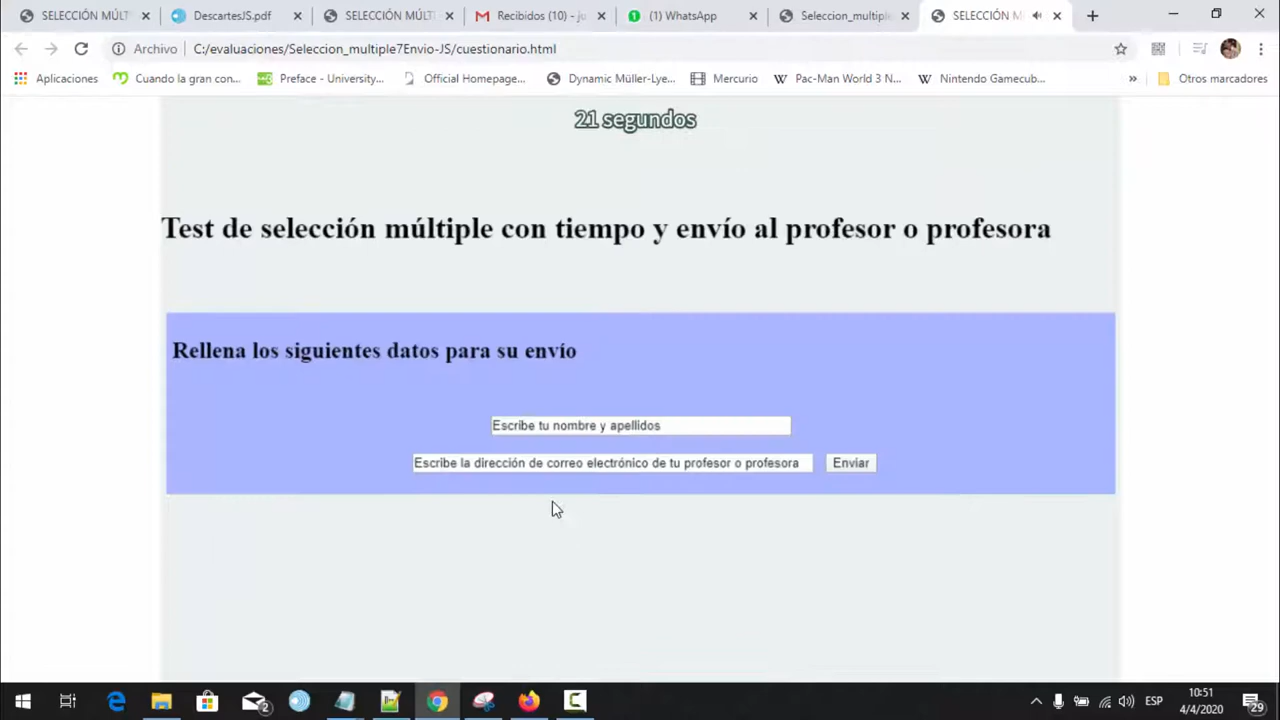 SELECCIÓN MÚLT
DescartesJS.pdf
SELECCIÓN MÚLT
Recibidos (10) - ju
(1) WhatsApp
Seleccion_multiple
SELECCIÓN M
Archivo C:/evaluaciones/Seleccion_multiple7Envio-JS/cuestionario.html
Aplicaciones
Cuando la gran con...
Preface - University...
Official Homepage...
Dynamic Müller-Lye...
Mercurio
Pac-Man World 3 N...
Nintendo Gamecub...
»
Otros marcadores
21 segundos
Test de selección múltiple con tiempo y envío al profesor o profesora
Rellena los siguientes datos para su envío
Escribe tu nombre y apellidos
Escribe la dirección de correo electrónico de tu profesor o profesora
Enviar
2
ESP
10:51
4/4/2020
29